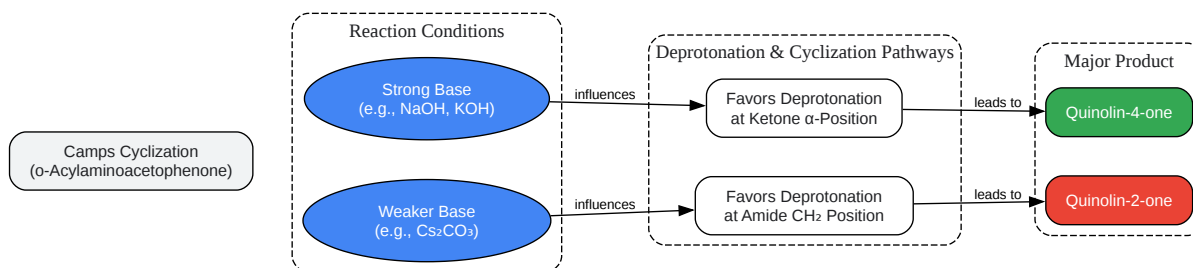 Reaction Conditions
Deprotonation & Cyclization Pathways
Major Product
Camps Cyclization
(o-Acylaminoacetophenone)
Strong Base
(e.g., NaOH, KOH)
influences
Favors Deprotonation
at Ketone α-Position
leads to
Quinolin-4-one
Weaker Base
(e.g., Cs₂CO₃)
influences
Favors Deprotonation
at Amide CH₂ Position
leads to
Quinolin-2-one